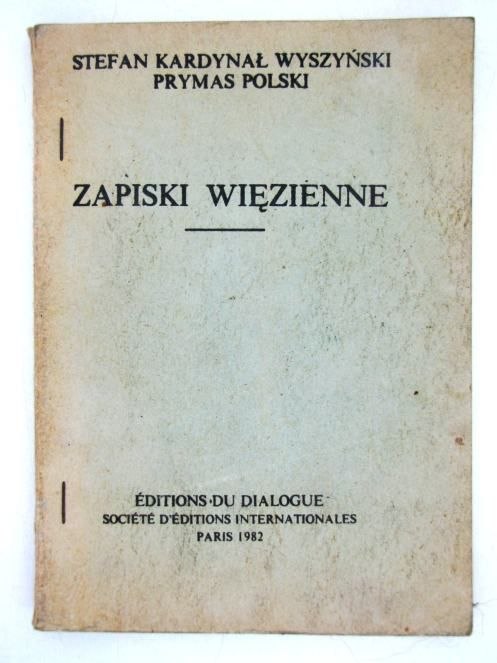 STEFAN KARDYNAŁ WYSZYŃSKI
PRYMAS POLSKI
ZAPISKI WIĘZIENNE
ÉDITIONS DU DIALOGUE
SOCIÉTÉ D'ÉDITIONS INTERNATIONALES
PARIS 1982